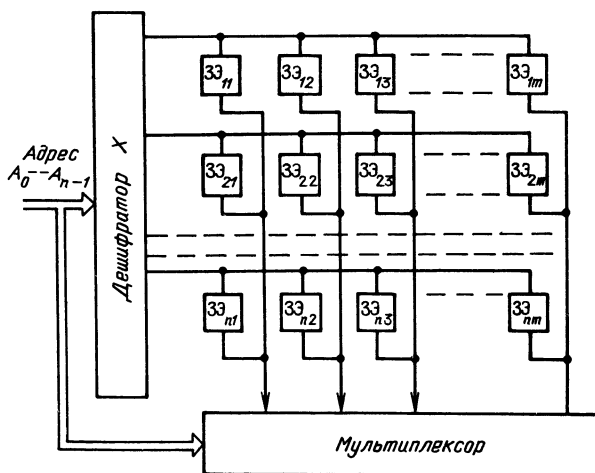 ЗЭ11 ЗЭ12 ЗЭ13 ЗЭ1m
Адрес
A0--An-1
Дешифратор X
ЗЭ21 ЗЭ22 ЗЭ23 ЗЭ2m
ЗЭn1 ЗЭn2 ЗЭn3 ЗЭnm
Мультиплексор